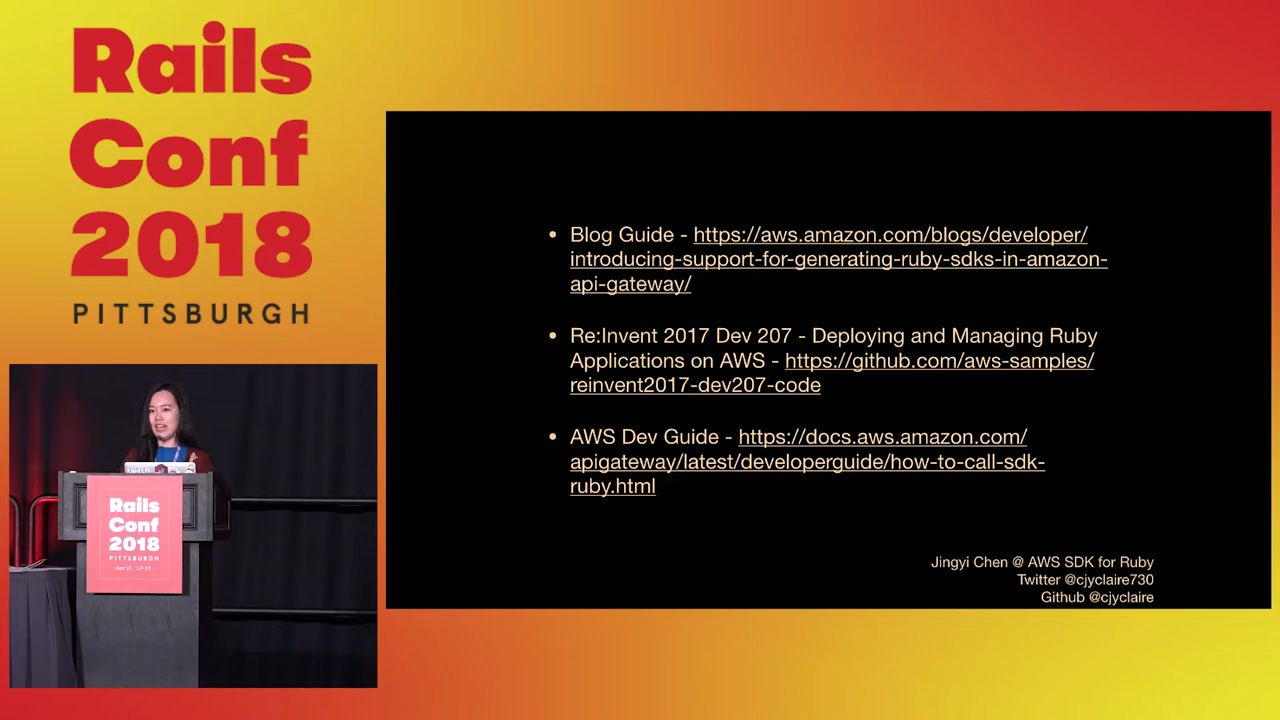 Rails
Conf
2018
PITTSBURGH
• Blog Guide - https://aws.amazon.com/blogs/developer/
introducing-support-for-generating-ruby-sdks-in-amazon-
api-gateway/
• Re:Invent 2017 Dev 207 - Deploying and Managing Ruby
Applications on AWS - https://github.com/aws-samples/
reinvent2017-dev207-code
• AWS Dev Guide - https://docs.aws.amazon.com/
apigateway/latest/developerguide/how-to-call-sdk-
ruby.html
Jingyi Chen @ AWS SDK for Ruby
Twitter @cjyclaire730
Github @cjyclaire
Rails
Conf
2018
PITTSBURGH
April 17-19